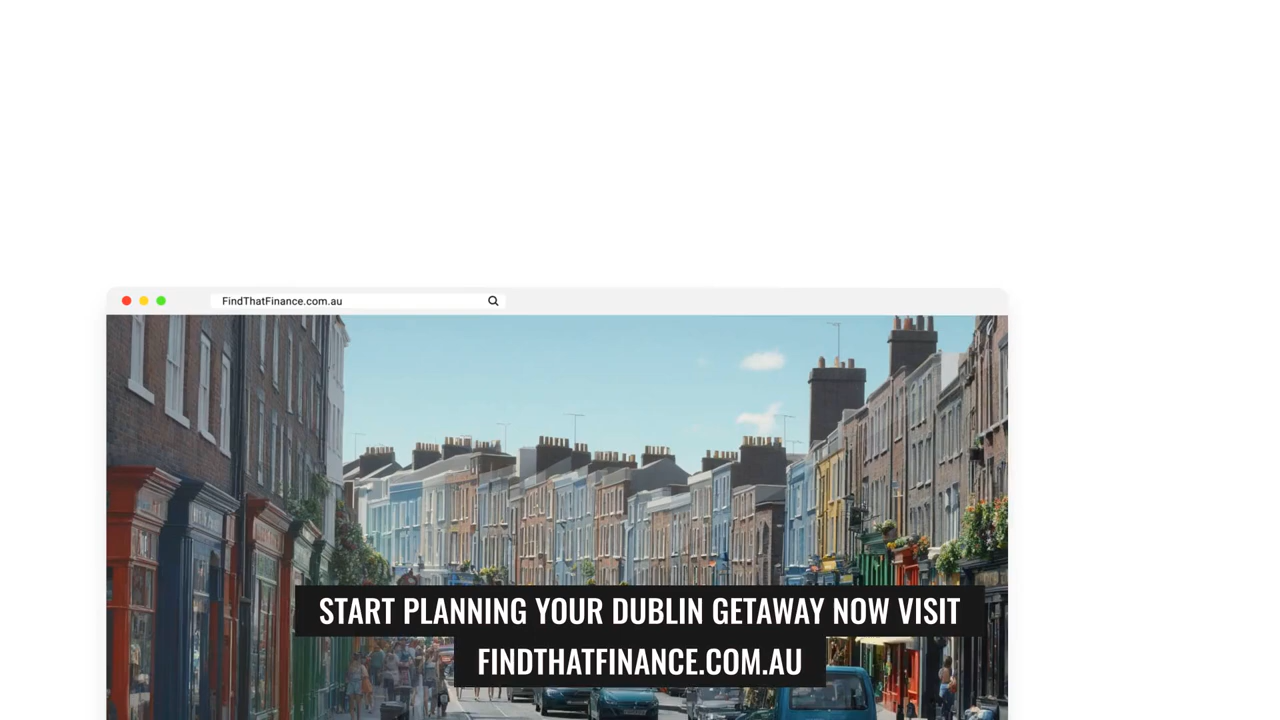 FindThatFinance.com.au
START PLANNING YOUR DUBLIN GETAWAY NOW VISIT
FINDTHATFINANCE.COM.AU